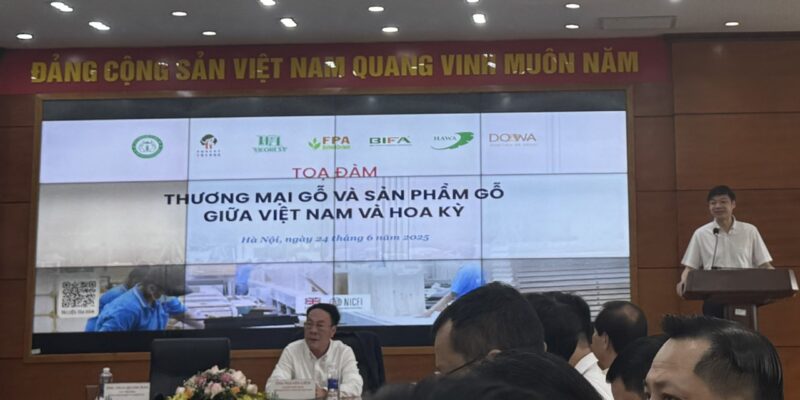 ĐẢNG CỘNG SẢN VIỆT NAM QUANG VINH MUÔN NĂM
FPA
BIFA
HAWA
DOWA
TOẠ ĐÀM
THƯƠNG MẠI GỖ VÀ SẢN PHẨM GỖ
GIỮA VIỆT NAM VÀ HOA KỲ
Hà Nội, ngày 24 tháng 6 năm 2025
NICFI